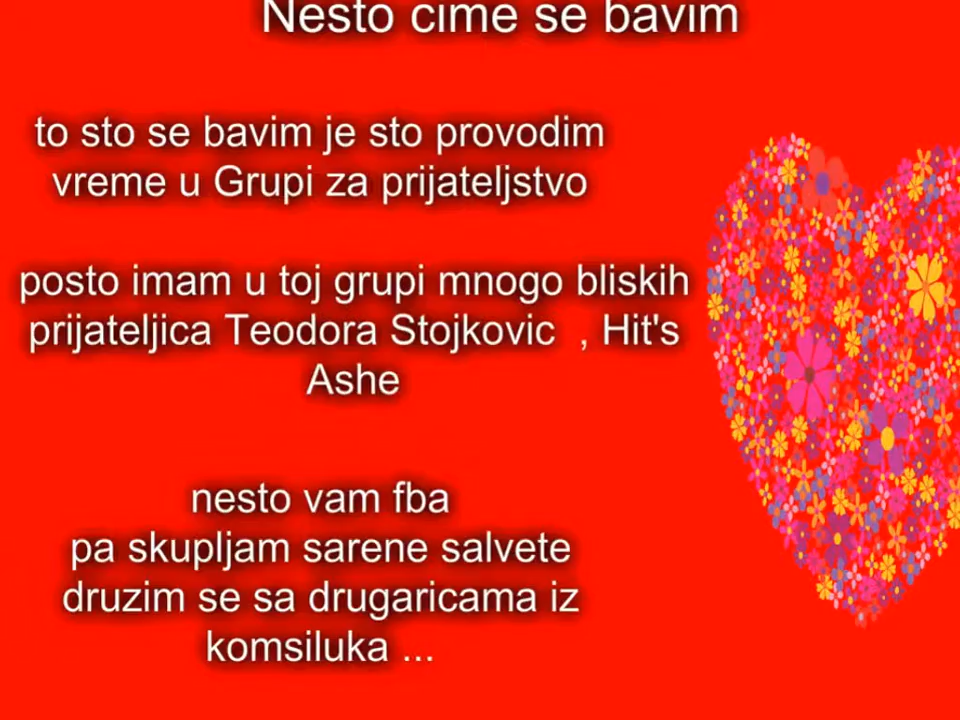 Nesto cime se bavim
to sto se bavim je sto provodim
vreme u Grupi za prijateljstvo
posto imam u toj grupi mnogo bliskih
prijateljica Teodora Stojkovic , Hit's
Ashe
nesto vam fba
pa skupljam sarene salvete
druzim se sa drugaricama iz
komsiluka ...